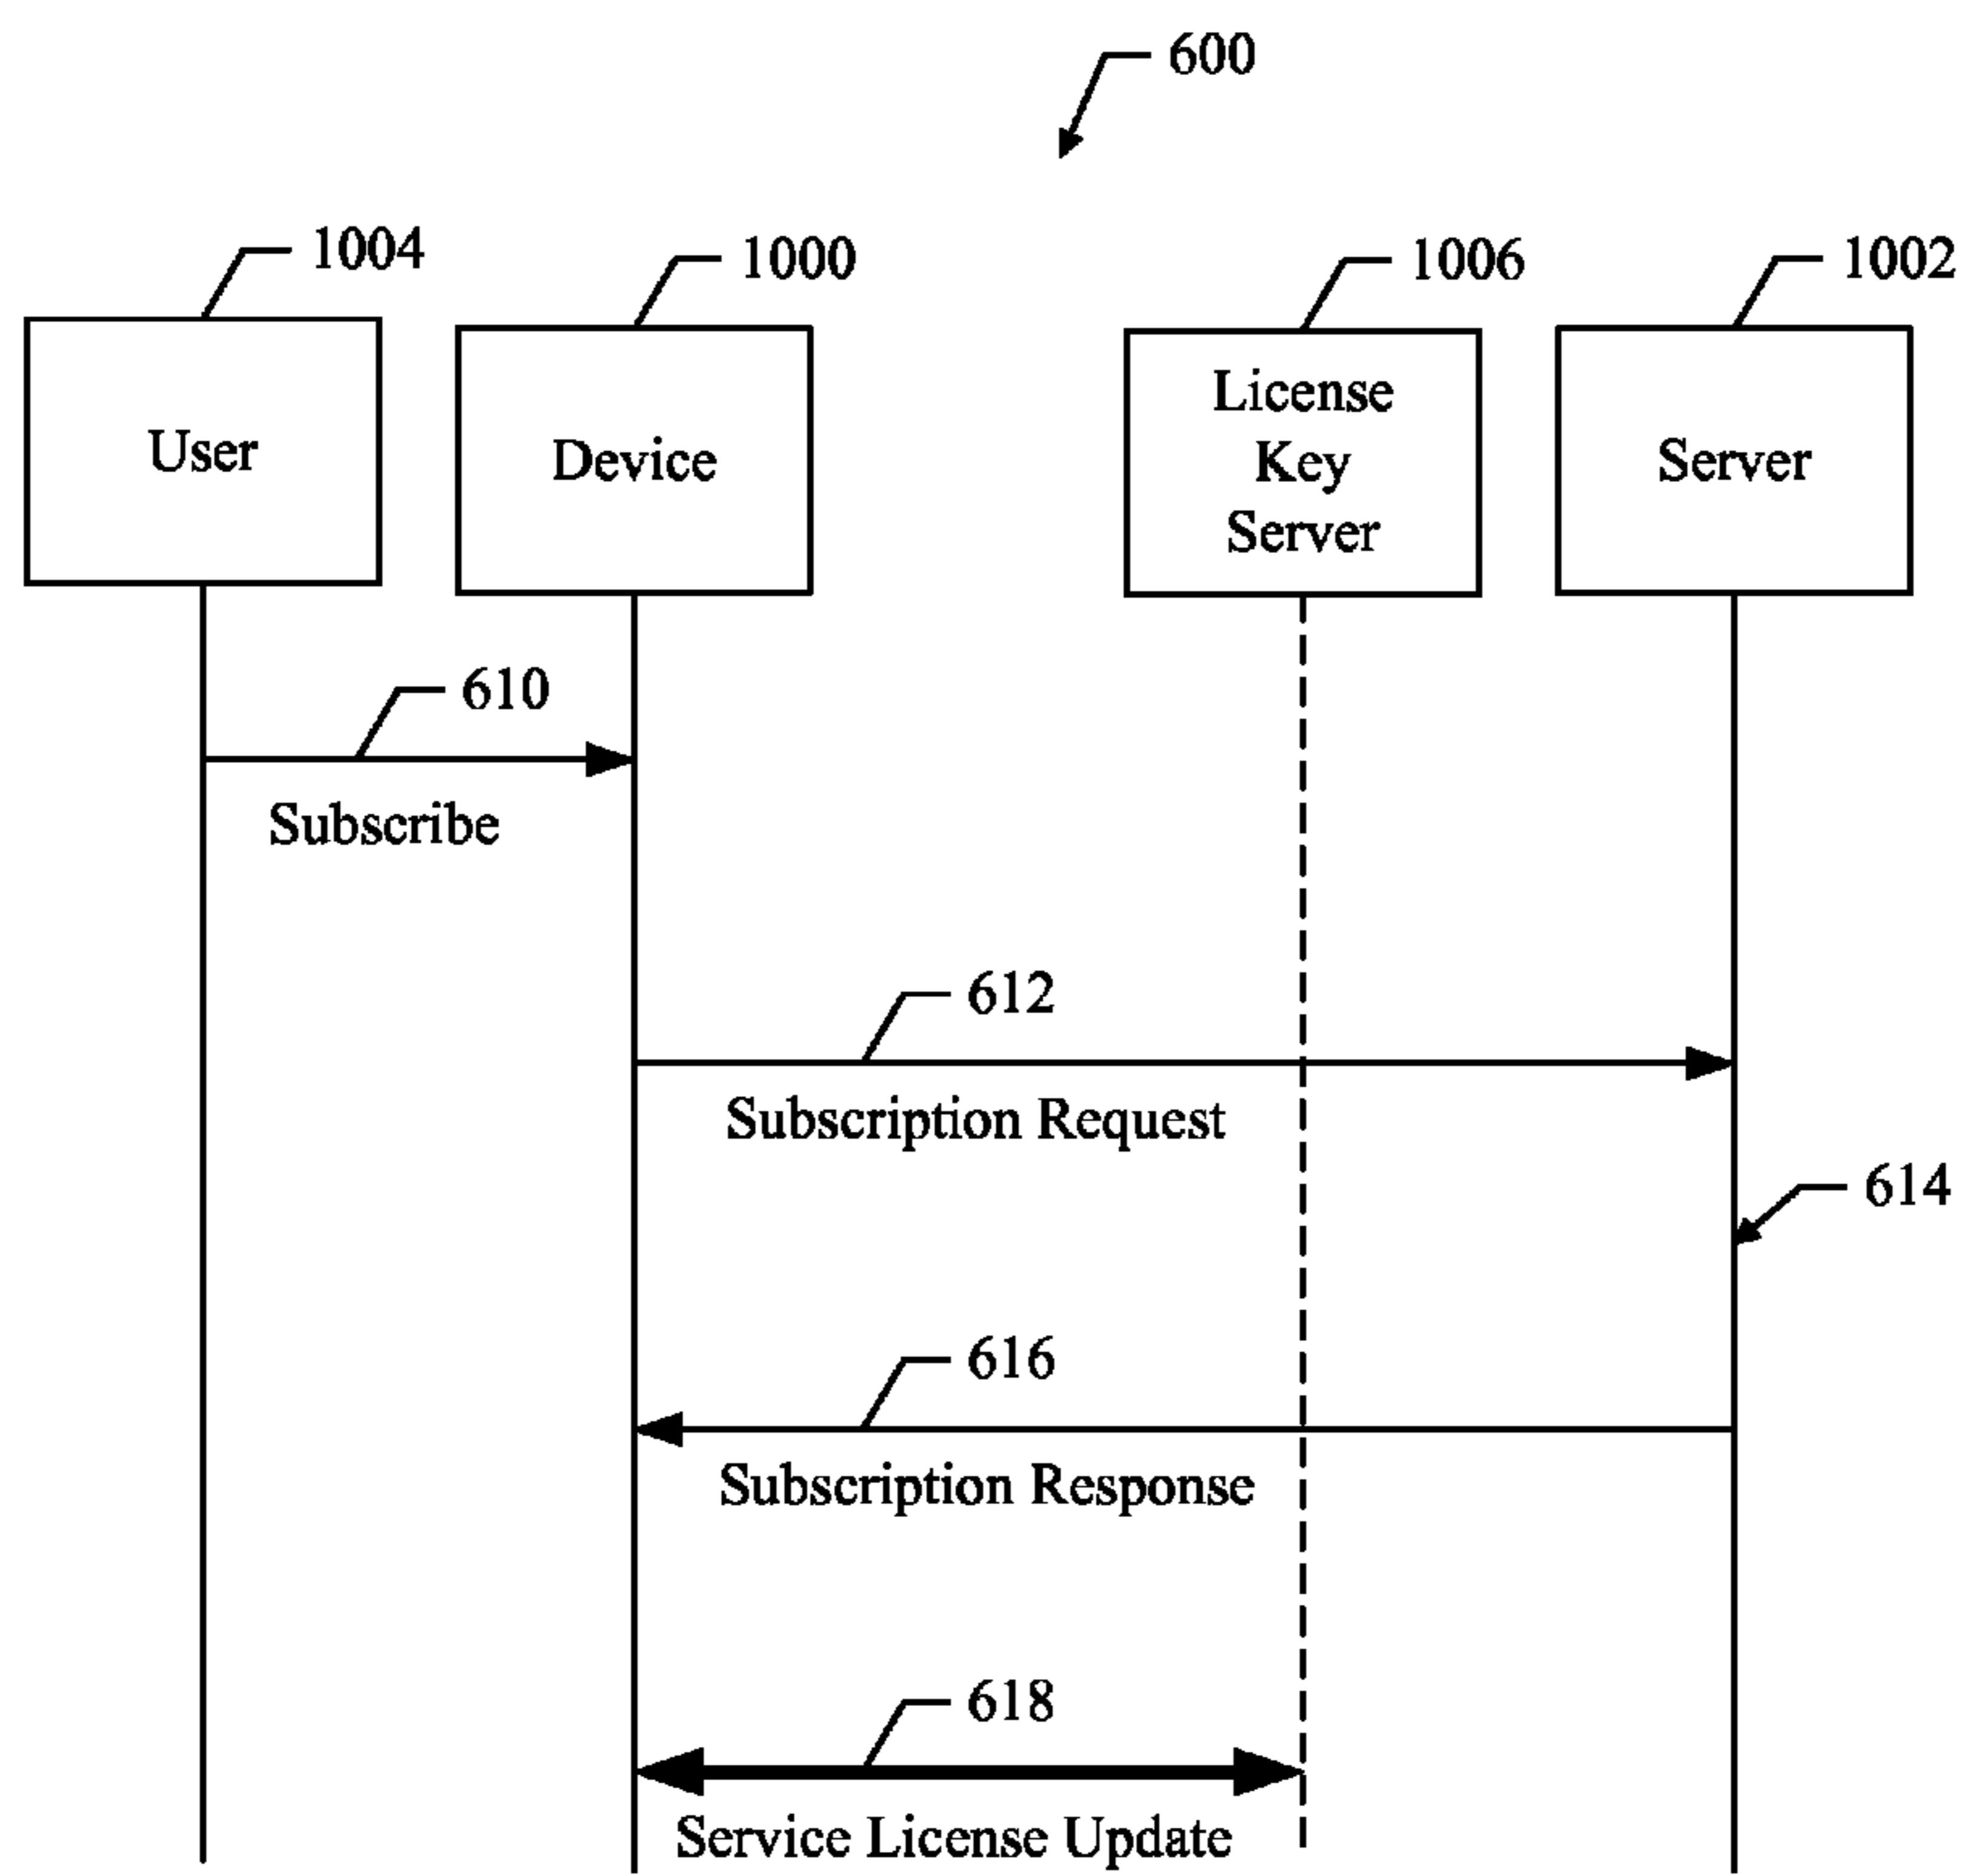 600
1004
1000
1006
1002
User
Device
License
Key
Server
Server
610
Subscribe
612
Subscription Request
614
616
Subscription Response
618
Service License Update